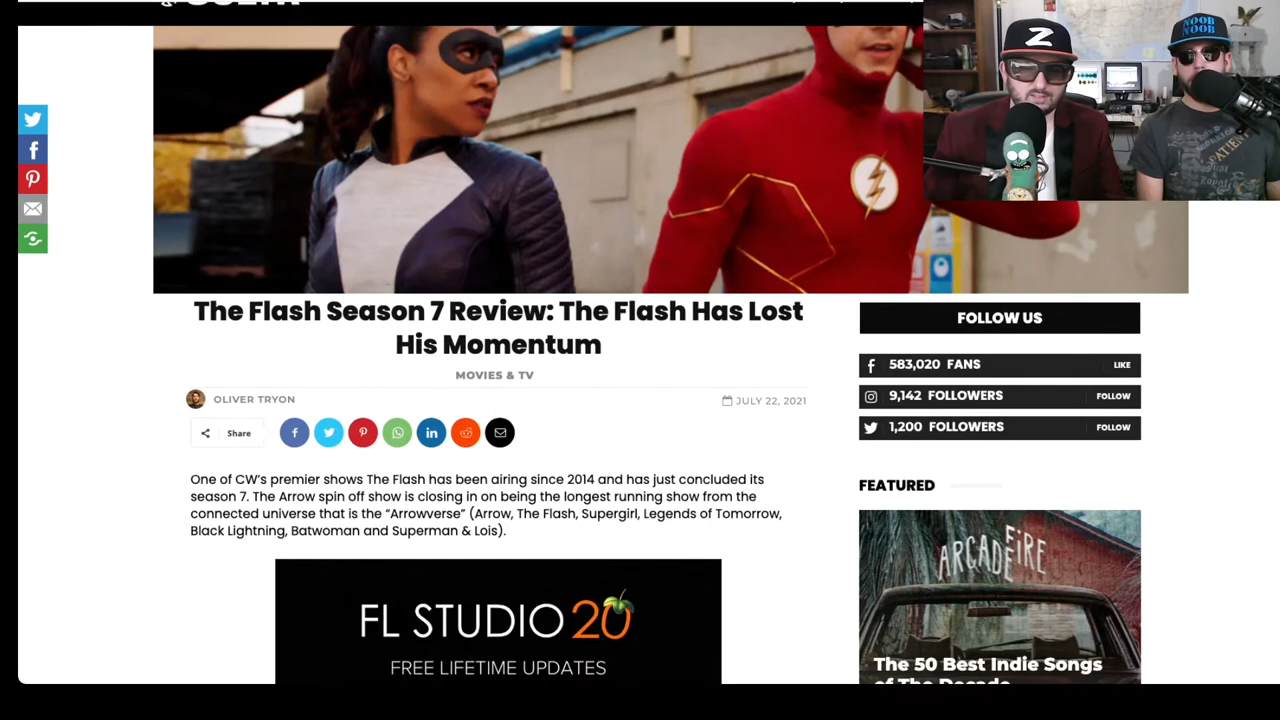 Z
NOOB
NOOB
PATIENT
The Flash Season 7 Review: The Flash Has Lost
His Momentum
MOVIES & TV
OLIVER TRYON
JULY 22, 2021
Share
One of CW's premier shows The Flash has been airing since 2014 and has just concluded its
season 7. The Arrow spin off show is closing in on being the longest running show from the
connected universe that is the “Arrowverse” (Arrow, The Flash, Supergirl, Legends of Tomorrow,
Black Lightning, Batwoman and Superman & Lois).
FL STUDIO 20
FREE LIFETIME UPDATES
FOLLOW US
583,020 FANS
LIKE
9,142 FOLLOWERS
FOLLOW
1,200 FOLLOWERS
FOLLOW
FEATURED
ARCADE FIRE
The 50 Best Indie Songs
of The Decade